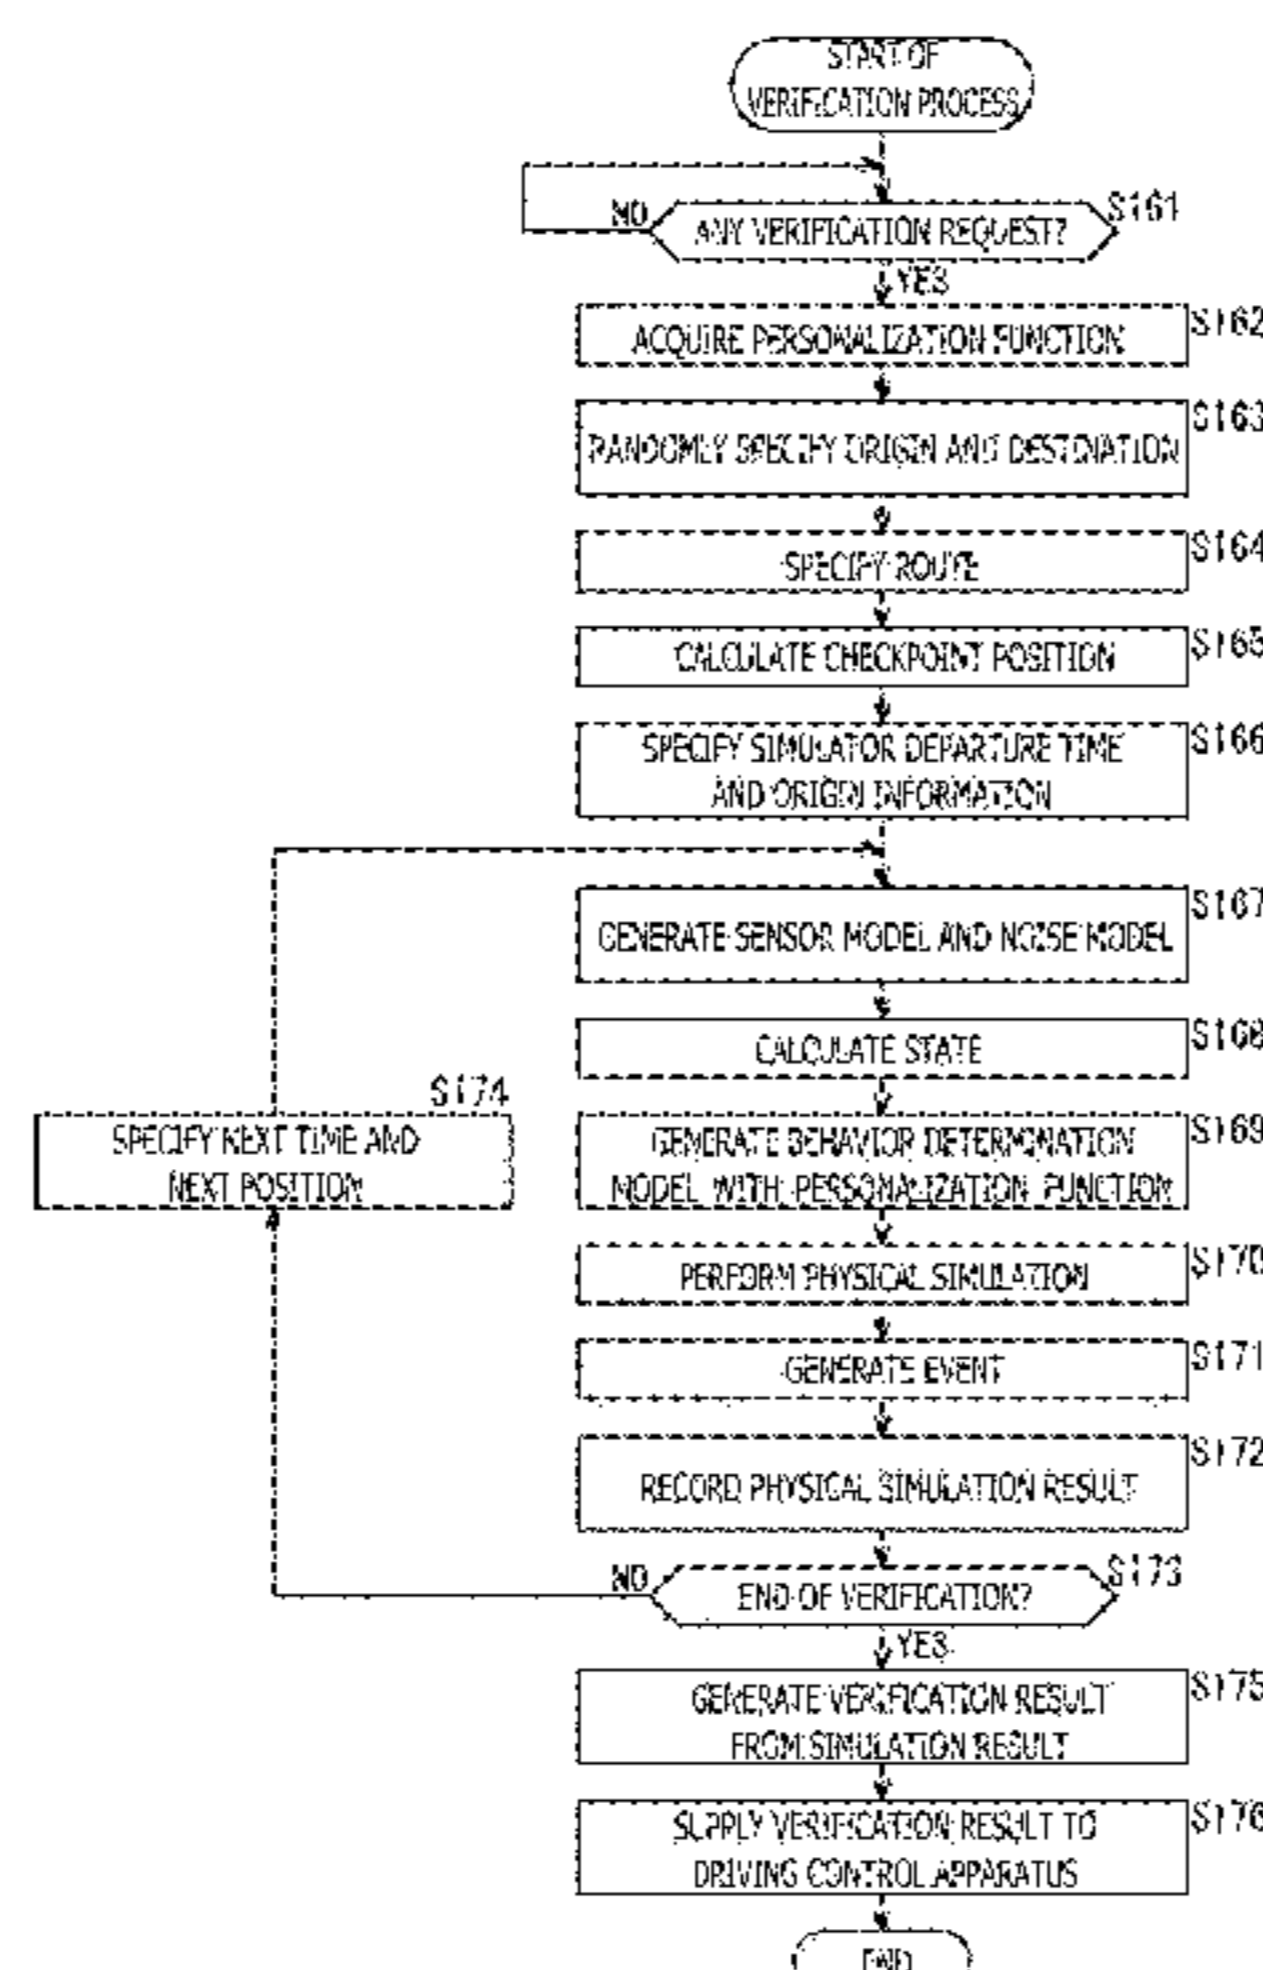 START OF
VERIFICATION PROCESS
NO
ANY VERIFICATION REQUEST?
S161
YES
ACQUIRE PERSONALIZATION FUNCTION
S162
RANDOMLY SPECIFY ORIGIN AND DESTINATION
S163
SPECIFY ROUTE
S164
CALCULATE CHECKPOINT POSITION
S165
SPECIFY SIMULATOR DEPARTURE TIME
AND ORIGIN INFORMATION
S166
GENERATE SENSOR MODEL AND NOISE MODEL
S167
CALCULATE STATE
S168
S174
SPECIFY NEXT TIME AND
NEXT POSITION
GENERATE BEHAVIOR DETERMINATION
MODEL WITH PERSONALIZATION FUNCTION
S169
PERFORM PHYSICAL SIMULATION
S170
GENERATE EVENT
S171
RECORD PHYSICAL SIMULATION RESULT
S172
NO
END OF VERIFICATION?
S173
YES
GENERATE VERIFICATION RESULT
FROM SIMULATION RESULT
S175
SUPPLY VERIFICATION RESULT TO
DRIVING CONTROL APPARATUS
S176
END